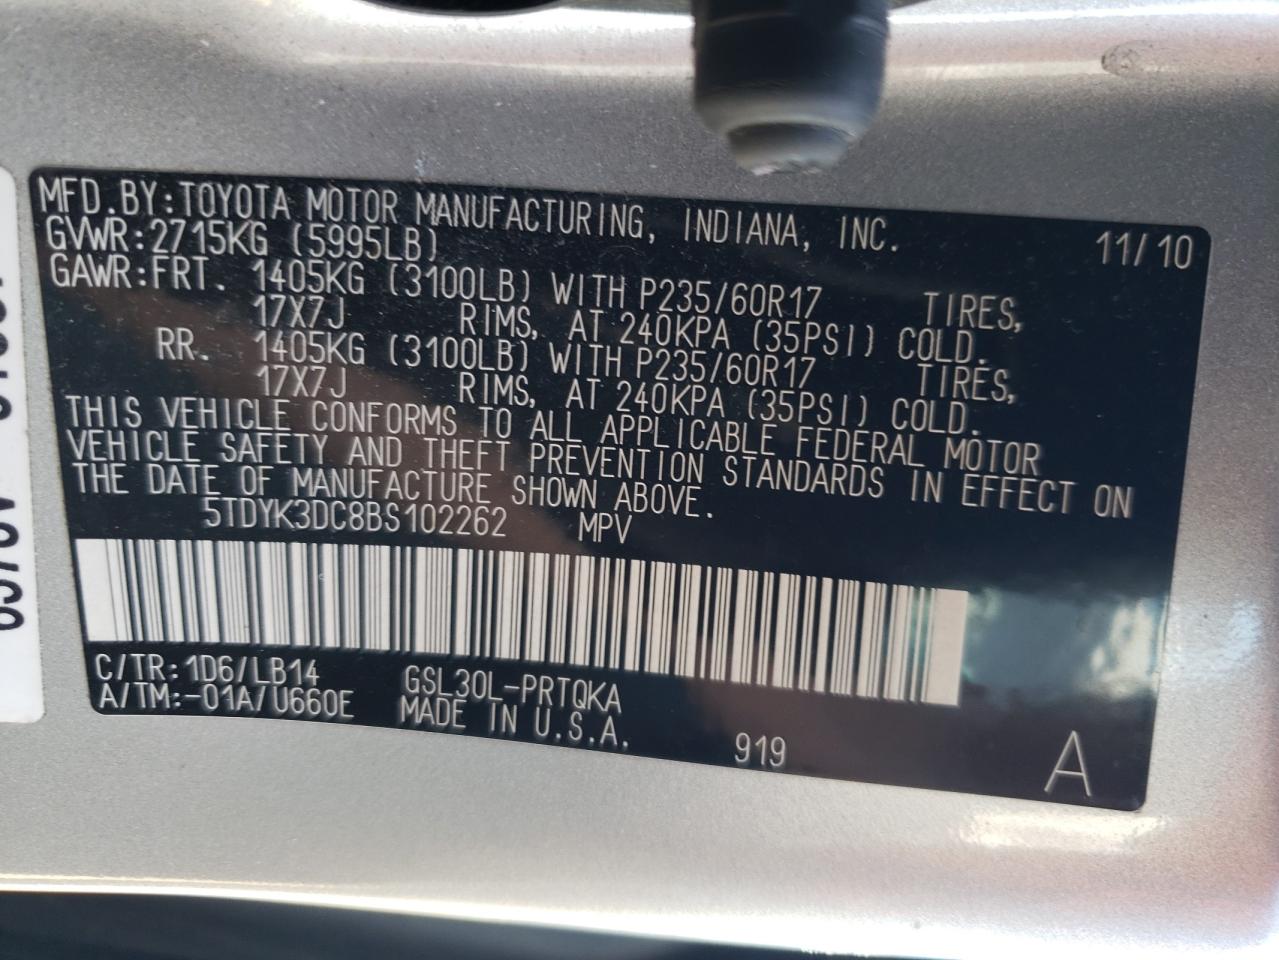 MFD.BY:TOYOTA MOTOR MANUFACTURING, INDIANA, INC. 11/10
GVWR:2715KG (5995LB)
GAWR:FRT. 1405KG (3100LB) WITH P235/60R17 TIRES,
17X7J RIMS, AT 240KPA (35PSI) COLD.
RR. 1405KG (3100LB) WITH P235/60R17 TIRES,
17X7J RIMS, AT 240KPA (35PSI) COLD.
THIS VEHICLE CONFORMS TO ALL APPLICABLE FEDERAL MOTOR
VEHICLE SAFETY AND THEFT PREVENTION STANDARDS IN EFFECT ON
THE DATE OF MANUFACTURE SHOWN ABOVE.
5TDYK3DC8BS102262 MPV
C/TR:1D6/LB14 GSL30L-PRTQKA
A/TM:-01A/U660E MADE IN U.S.A. 919 A